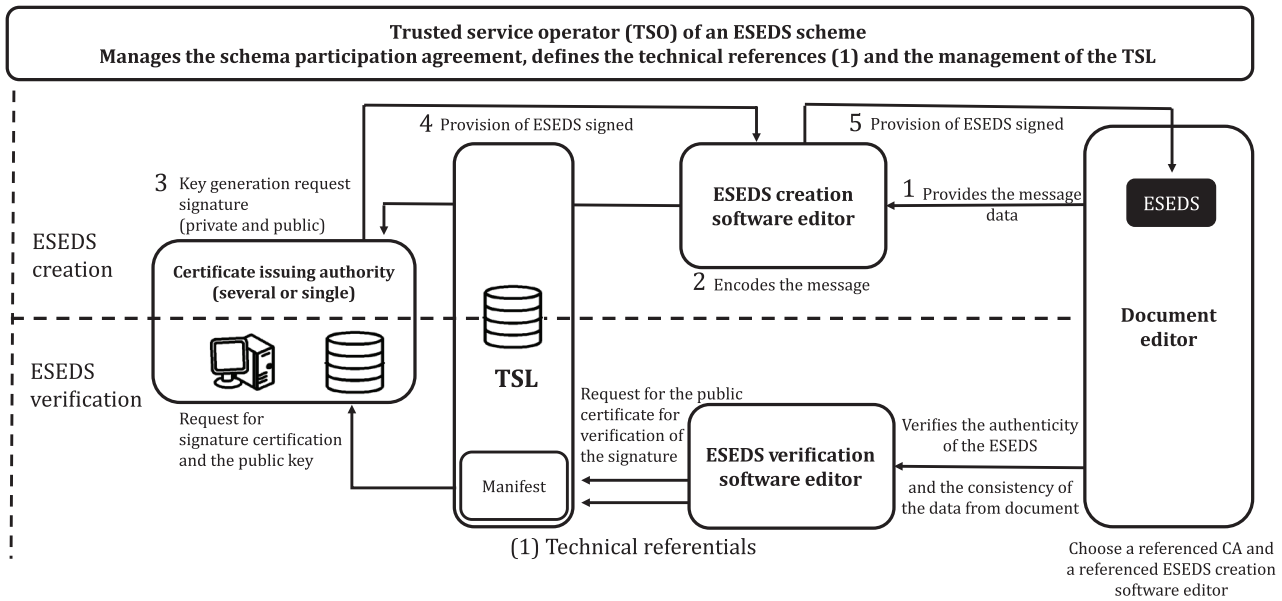 Trusted service operator (TSO) of an ESEDS scheme
Manages the schema participation agreement, defines the technical references (1) and the management of the TSL
4 Provision of ESEDS signed
5 Provision of ESEDS signed
3 Key generation request
signature
(private and public)
ESEDS creation
software editor
1 Provides the message
data
ESEDS
ESEDS
creation
Certificate issuing authority
(several or single)
2 Encodes the message
Document
editor
ESEDS
verification
TSL
Request for
signature certification
and the public key
Request for the public
certificate for
verification of
the signature
ESEDS verification
software editor
Verifies the authenticity
of the ESEDS
and the consistency of
the data from document
Manifest
(1) Technical referentials
Choose a referenced CA and
a referenced ESEDS creation
software editor